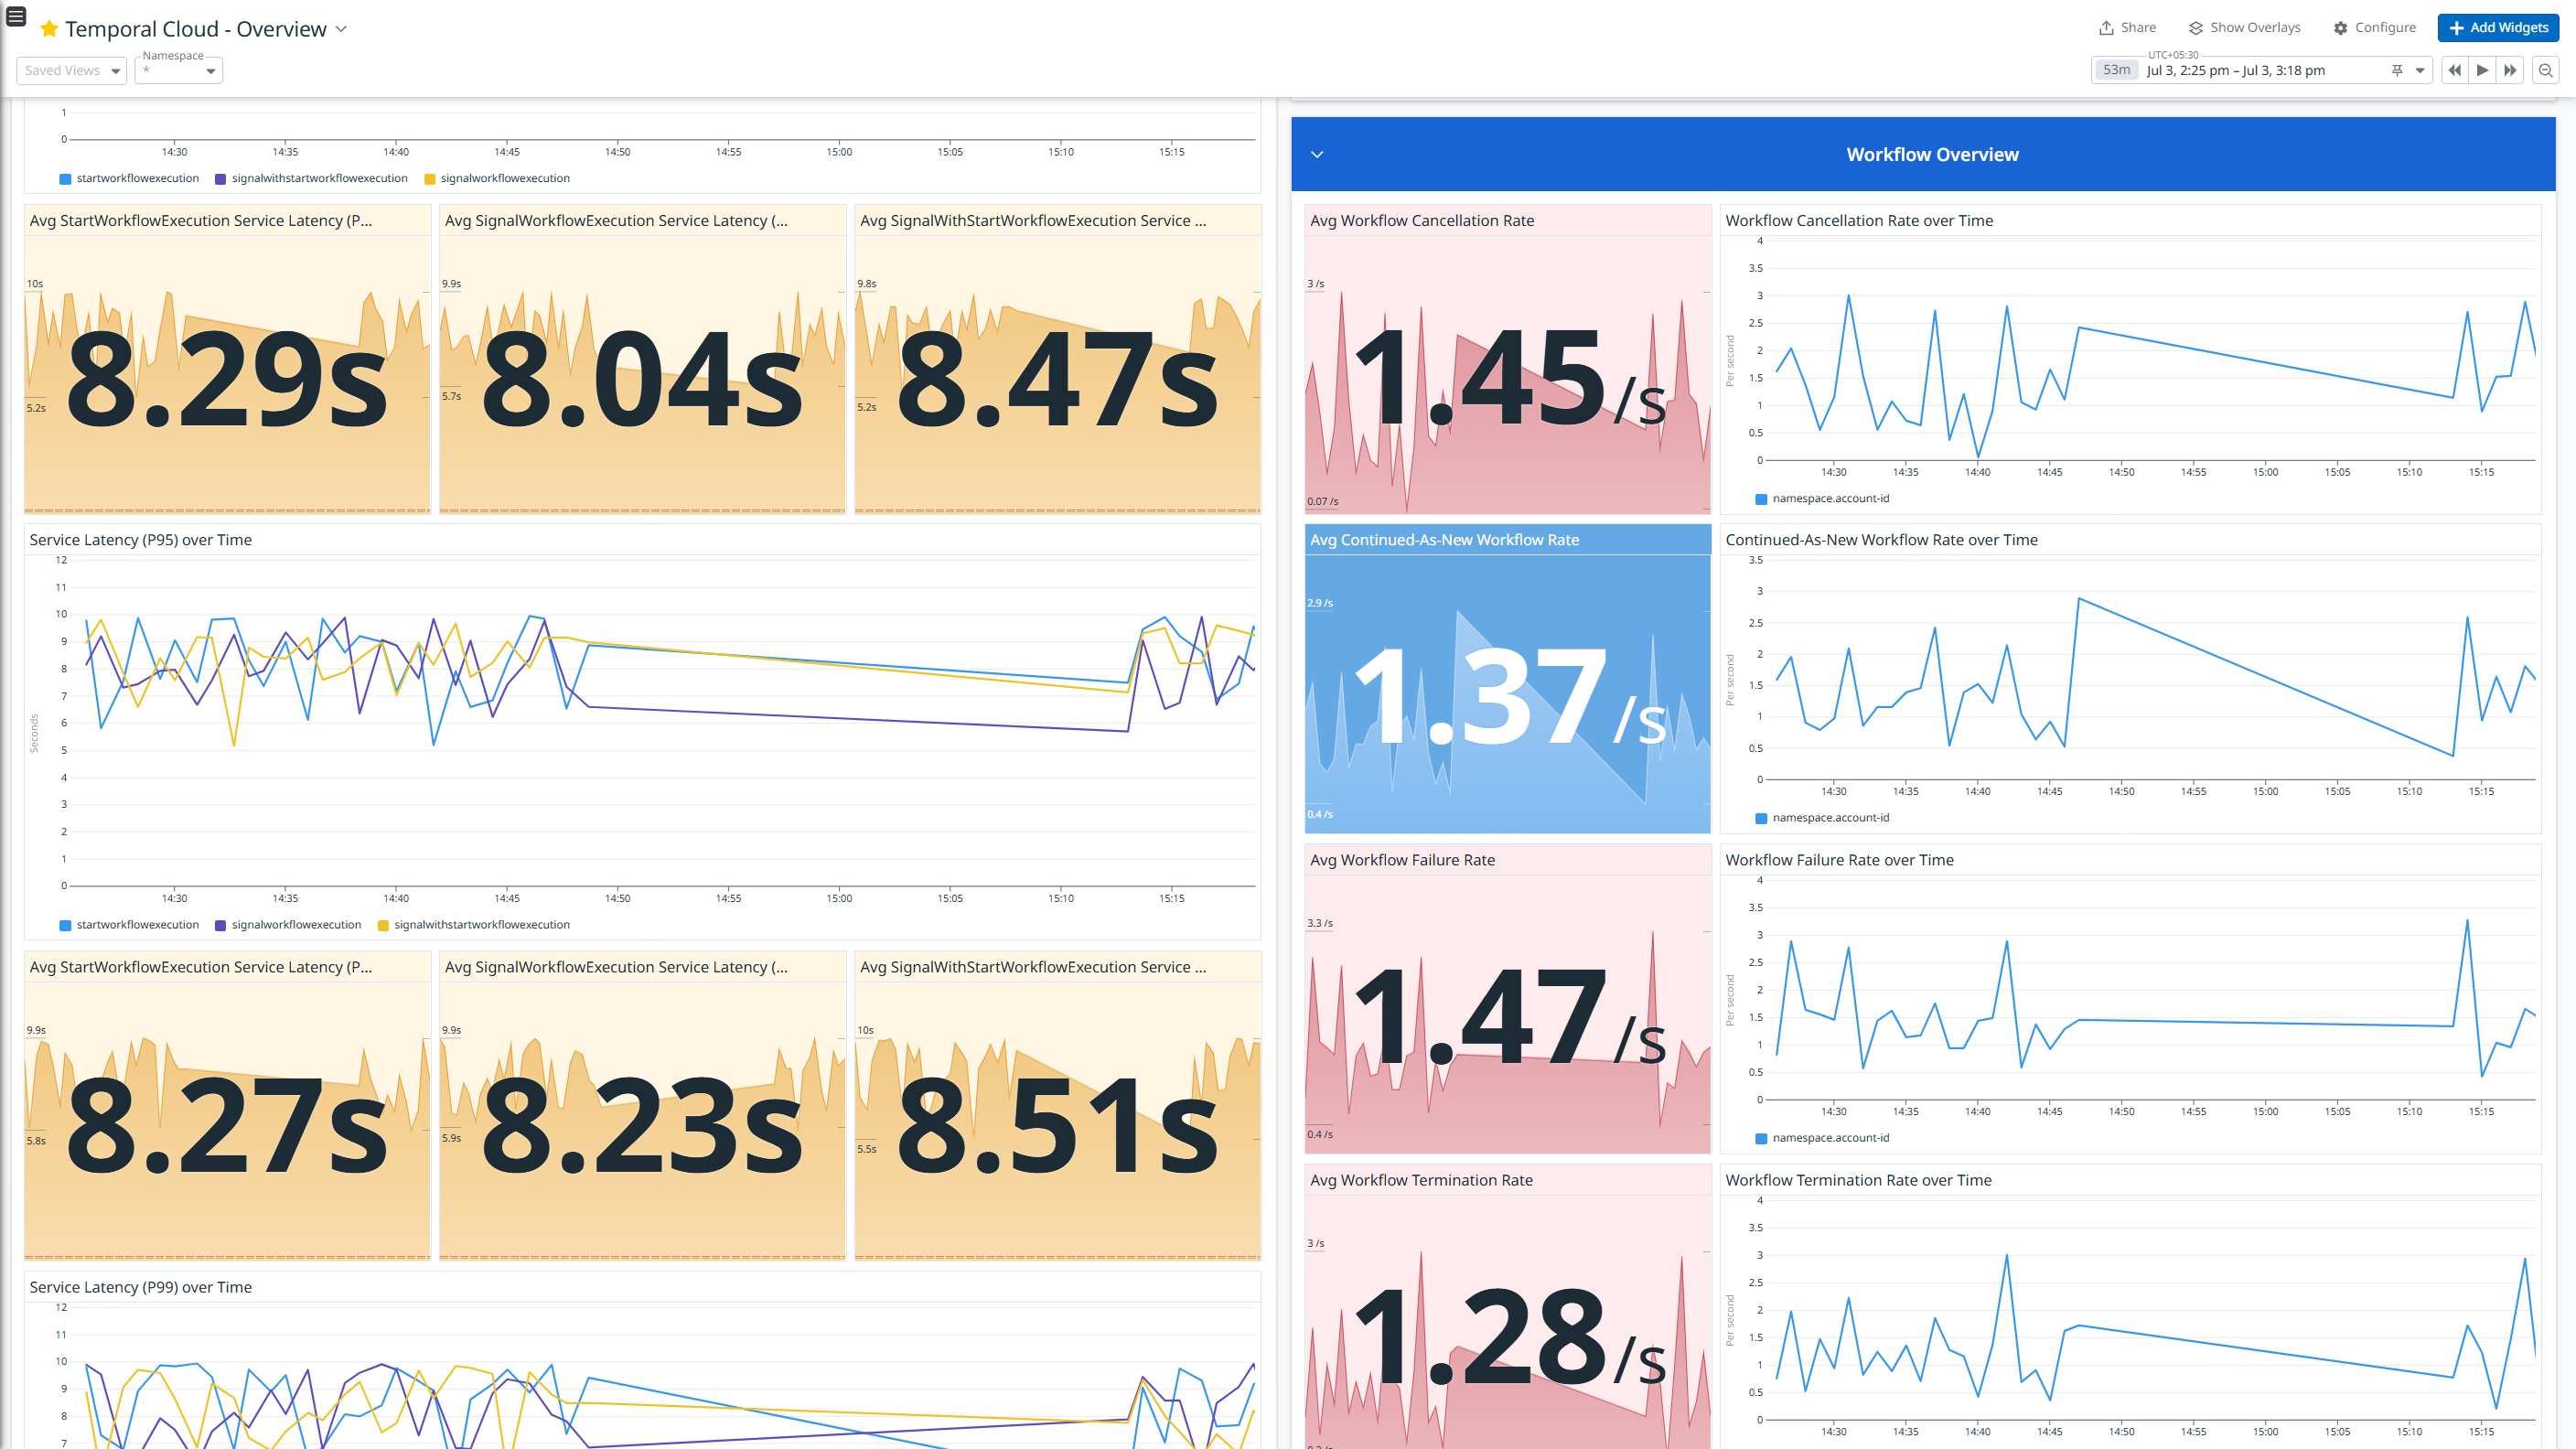 Temporal Cloud - Overview
Share
Show Overlays
Configure
Add Widgets
Saved Views
Namespace
*
UTC+05:30
53m Jul 3, 2:25 pm – Jul 3, 3:18 pm
1
0
14:30 14:35 14:40 14:45 14:50 14:55 15:00 15:05 15:10 15:15
startworkflowexecution signalwithstartworkflowexecution signalworkflowexecution
Avg StartWorkflowExecution Service Latency (P...
10s
5.2s
8.29s
Avg SignalWorkflowExecution Service Latency (...
9.9s
5.7s
8.04s
Avg SignalWithStartWorkflowExecution Service ...
9.8s
5.2s
8.47s
Service Latency (P95) over Time
Seconds
12
11
10
9
8
7
6
5
4
3
2
1
0
14:30 14:35 14:40 14:45 14:50 14:55 15:00 15:05 15:10 15:15
startworkflowexecution signalworkflowexecution signalwithstartworkflowexecution
Avg StartWorkflowExecution Service Latency (P...
9.9s
5.8s
8.27s
Avg SignalWorkflowExecution Service Latency (...
9.9s
5.9s
8.23s
Avg SignalWithStartWorkflowExecution Service ...
10s
5.5s
8.51s
Service Latency (P99) over Time
12
11
10
9
8
7
Workflow Overview
Avg Workflow Cancellation Rate
3 /s
1.45/s
0.07 /s
Workflow Cancellation Rate over Time
Per second
4
3.5
3
2.5
2
1.5
1
0.5
0
14:30 14:35 14:40 14:45 14:50 14:55 15:00 15:05 15:10 15:15
namespace.account-id
Avg Continued-As-New Workflow Rate
2.9 /s
1.37/s
0.4 /s
Continued-As-New Workflow Rate over Time
Per second
3.5
3
2.5
2
1.5
1
0.5
0
14:30 14:35 14:40 14:45 14:50 14:55 15:00 15:05 15:10 15:15
namespace.account-id
Avg Workflow Failure Rate
3.3 /s
1.47/s
0.4 /s
Workflow Failure Rate over Time
Per second
4
3.5
3
2.5
2
1.5
1
0.5
0
14:30 14:35 14:40 14:45 14:50 14:55 15:00 15:05 15:10 15:15
namespace.account-id
Avg Workflow Termination Rate
3 /s
1.28/s
Workflow Termination Rate over Time
Per second
4
3.5
3
2.5
2
1.5
1
0.5
0
14:30 14:35 14:40 14:45 14:50 14:55 15:00 15:05 15:10 15:15